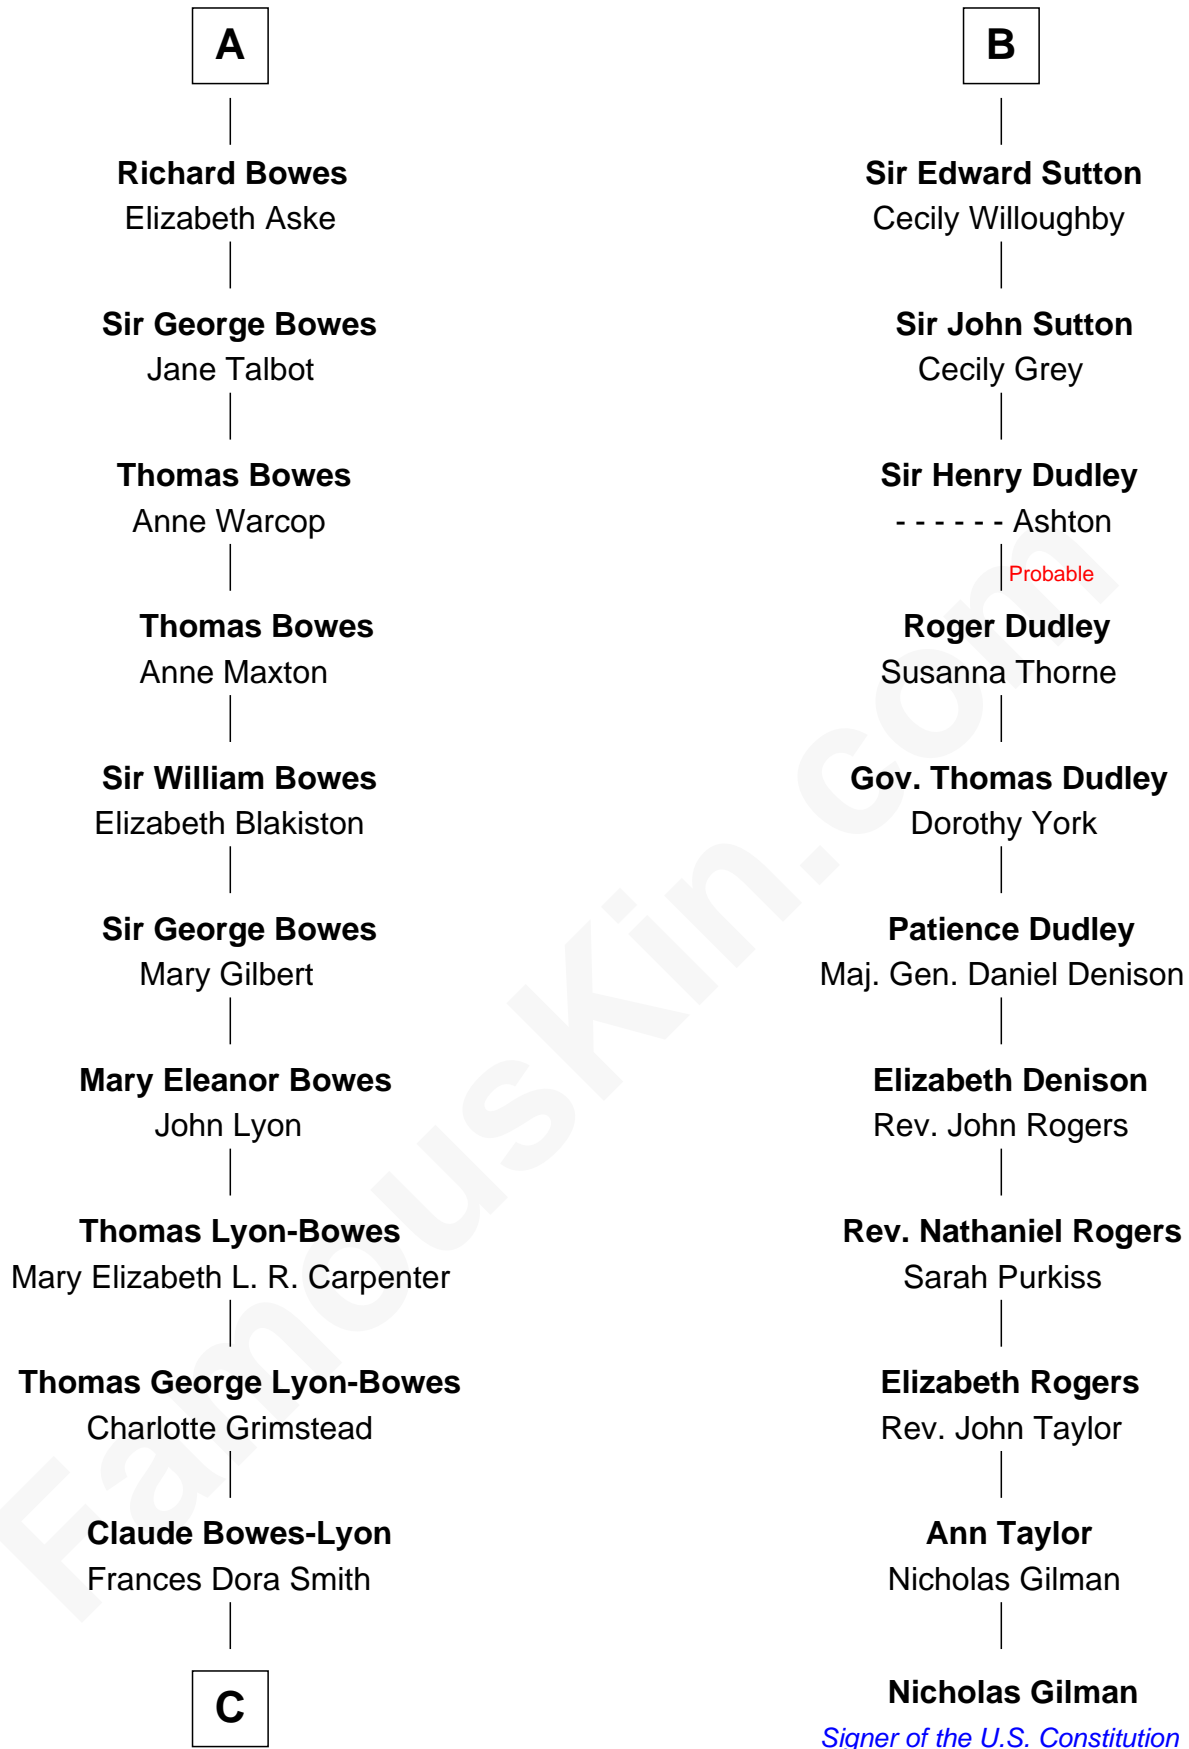 A
Richard Bowes
Elizabeth Aske
Sir George Bowes
Jane Talbot
Thomas Bowes
Anne Warcop
Thomas Bowes
Anne Maxton
Sir William Bowes
Elizabeth Blakiston
Sir George Bowes
Mary Gilbert
Mary Eleanor Bowes
John Lyon
Thomas Lyon-Bowes
Mary Elizabeth L. R. Carpenter
Thomas George Lyon-Bowes
Charlotte Grimstead
Claude Bowes-Lyon
Frances Dora Smith
C
B
Sir Edward Sutton
Cecily Willoughby
Sir John Sutton
Cecily Grey
Sir Henry Dudley
- - - - - - Ashton
Probable
Roger Dudley
Susanna Thorne
Gov. Thomas Dudley
Dorothy York
Patience Dudley
Maj. Gen. Daniel Denison
Elizabeth Denison
Rev. John Rogers
Rev. Nathaniel Rogers
Sarah Purkiss
Elizabeth Rogers
Rev. John Taylor
Ann Taylor
Nicholas Gilman
Nicholas Gilman
Signer of the U.S. Constitution
FamousKin.com